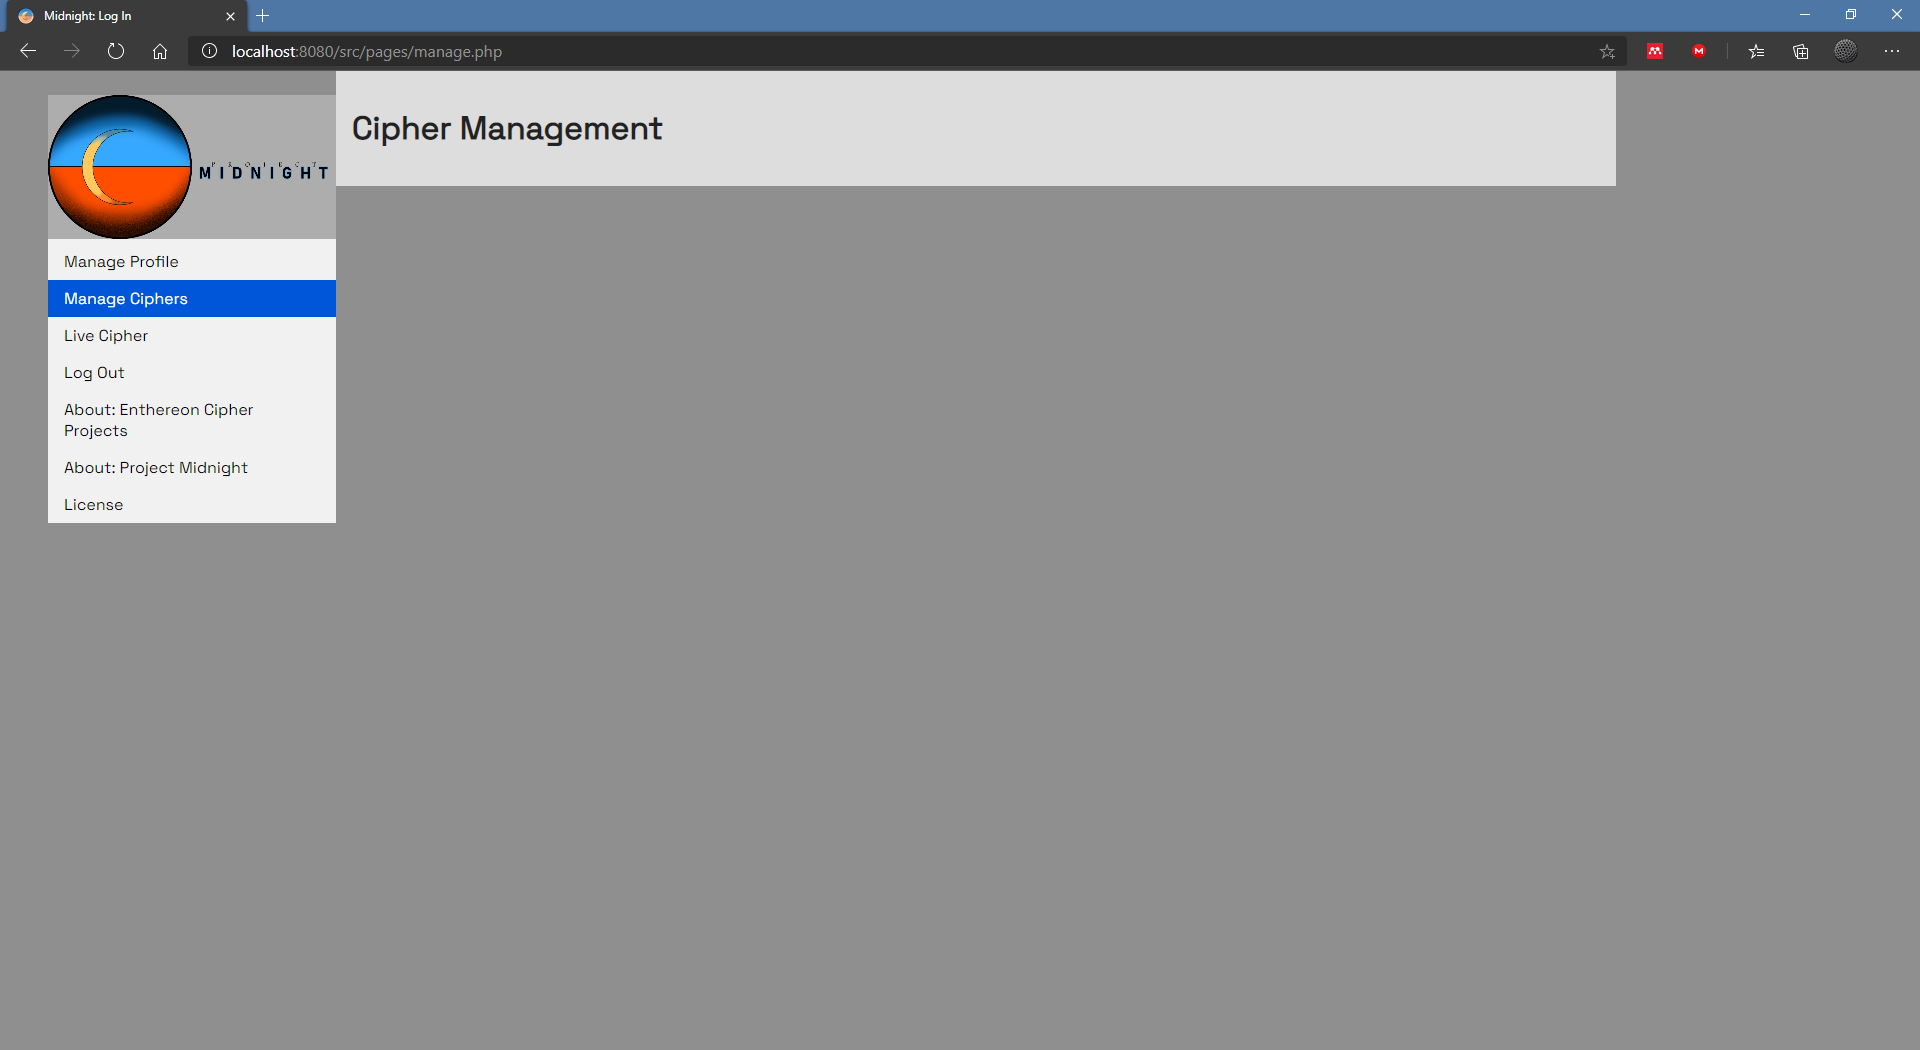 Midnight: Log In
localhost:8080/src/pages/manage.php
PROJECT
MIDNIGHT
Cipher Management
Manage Profile
Manage Ciphers
Live Cipher
Log Out
About: Enthereon Cipher
Projects
About: Project Midnight
License